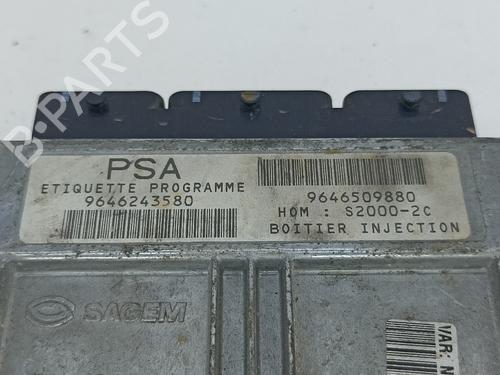 B-PARTS
PSA
ETIQUETTE PROGRAMME
9646243580
9646509880
HOM : S2000-2C
BOITIER INJECTION
SAGEM
VAR: N